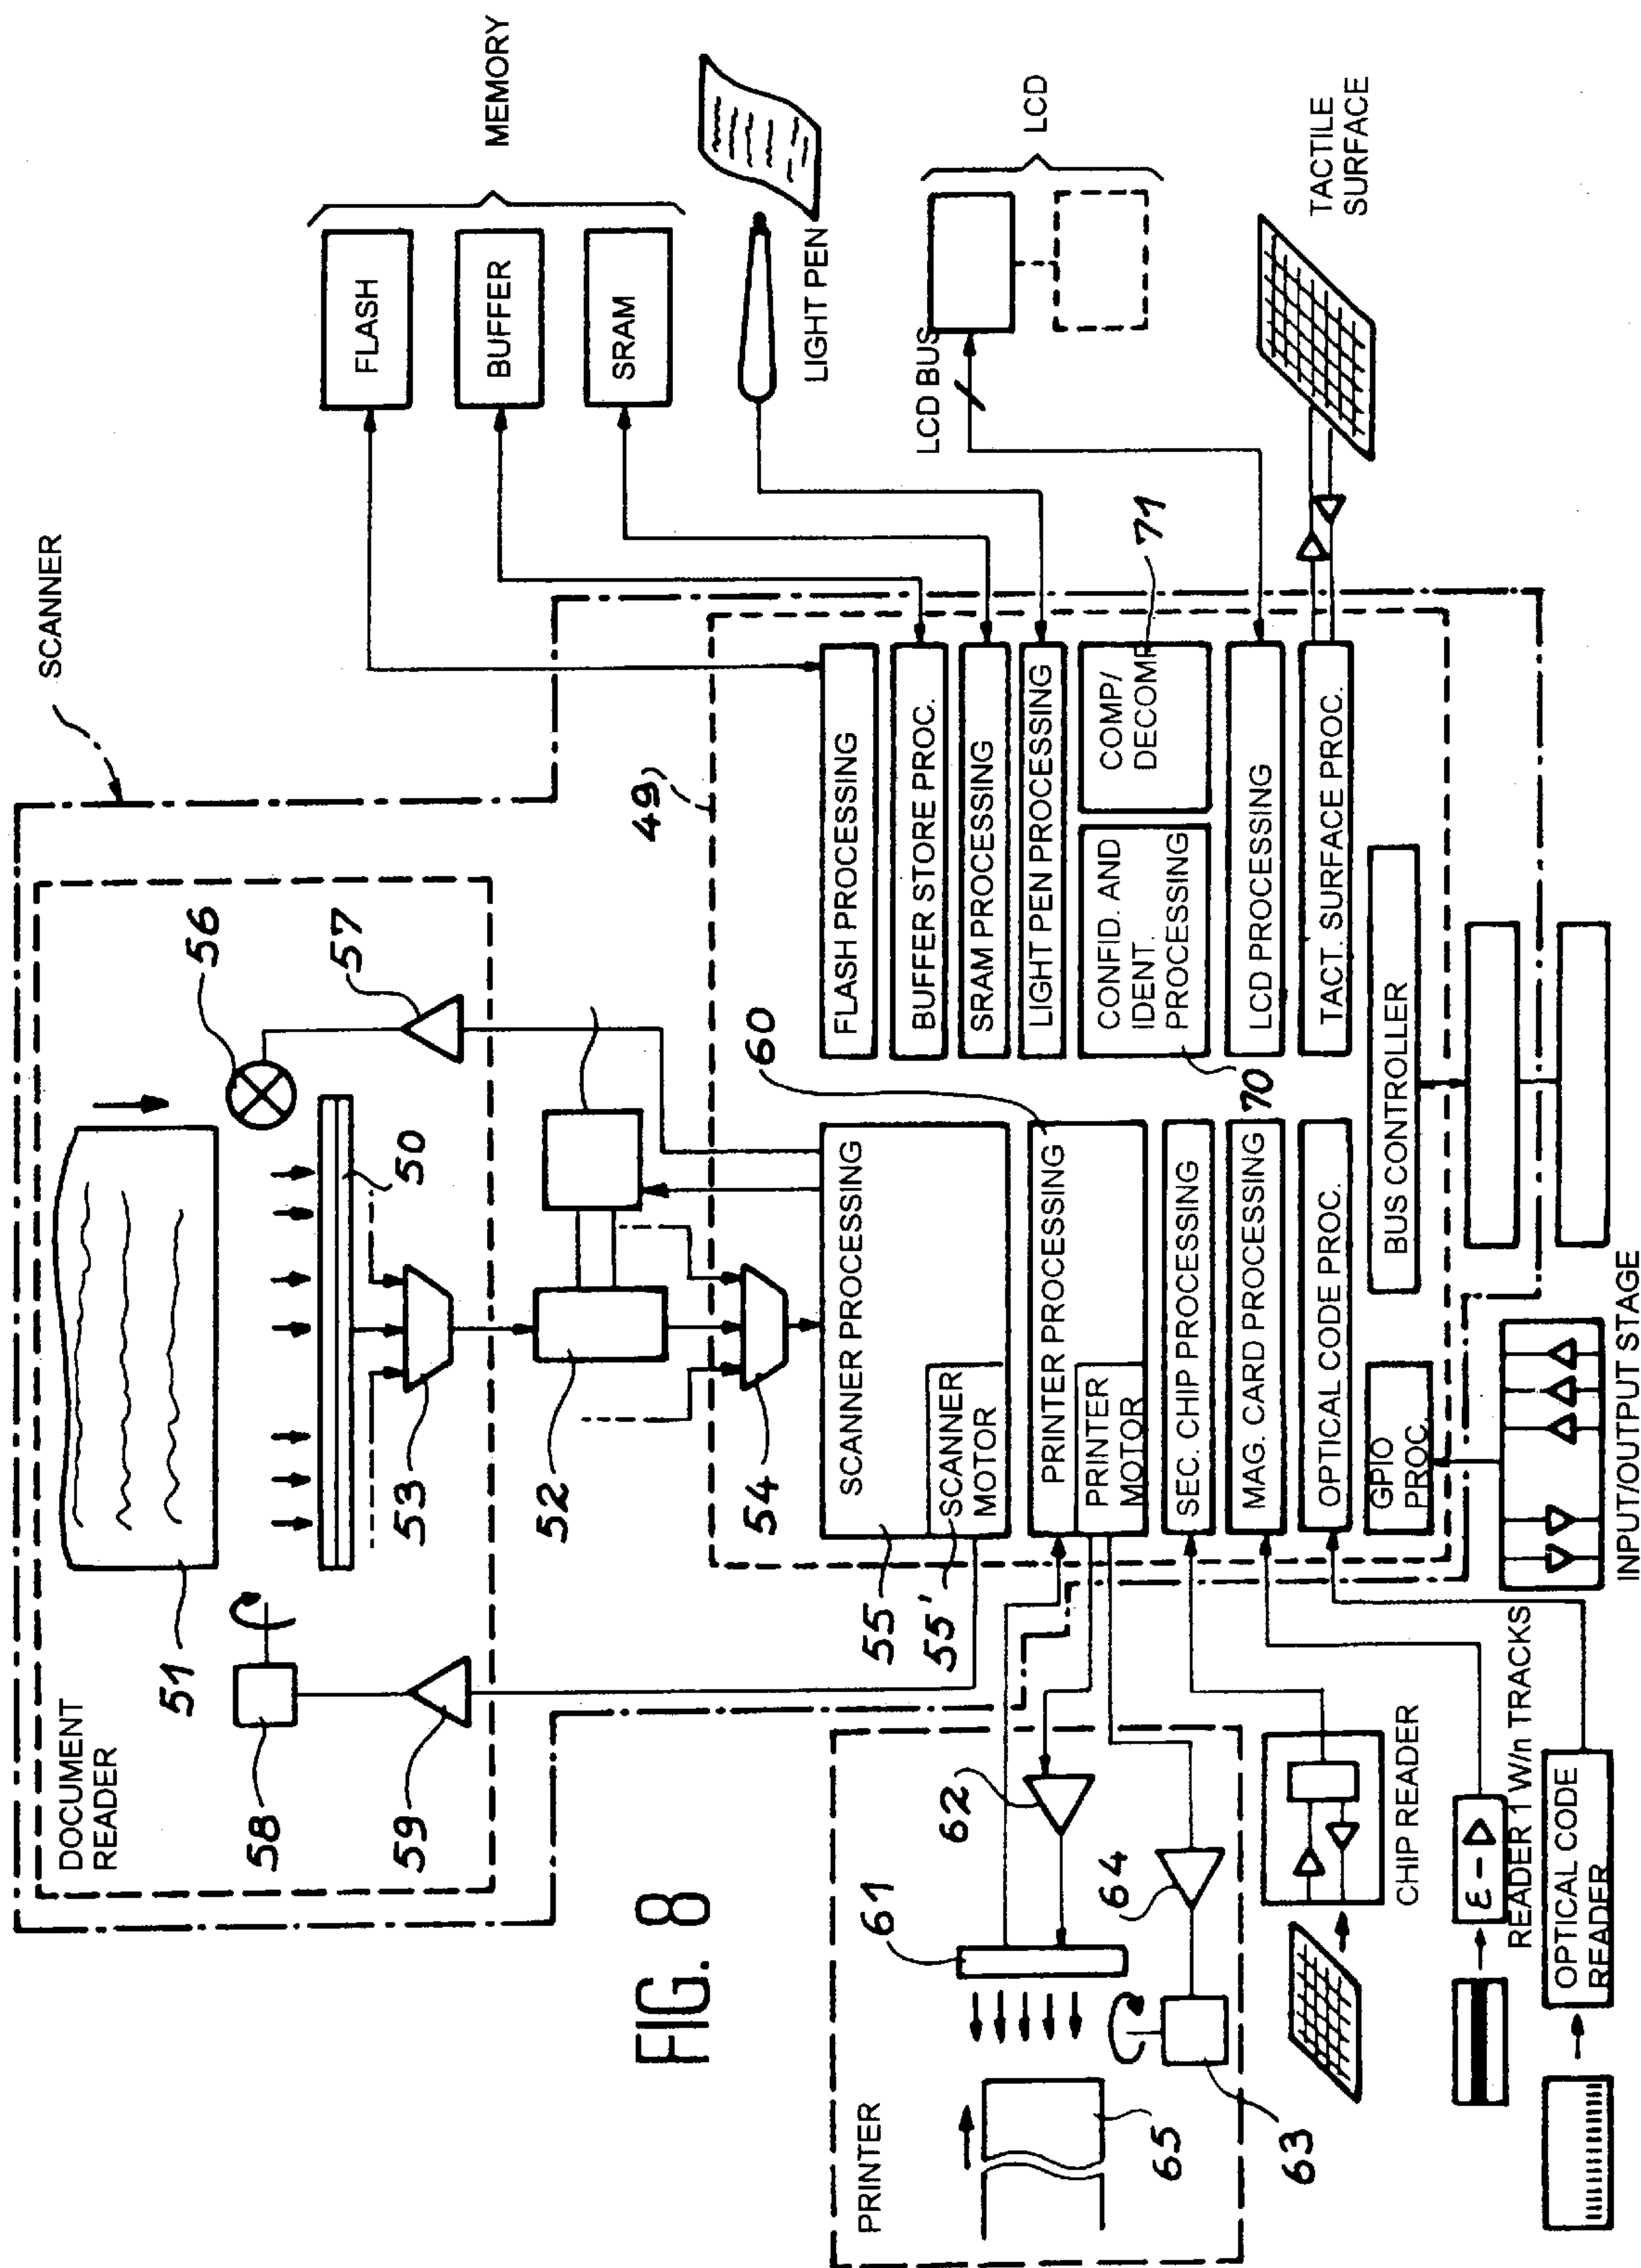 FIG. 8
SCANNER
DOCUMENT
READER
51
56
57
58
59
50
53
52
54
49
MEMORY
FLASH
BUFFER
SRAM
LIGHT PEN
LCD BUS
LCD
TACTILE
SURFACE
55
55'
SCANNER PROCESSING
SCANNER
MOTOR
60
PRINTER PROCESSING
PRINTER
MOTOR
SEC. CHIP PROCESSING
MAG. CARD PROCESSING
OPTICAL CODE PROC.
GPIO
PROC.
FLASH PROCESSING
BUFFER STORE PROC.
SRAM PROCESSING
LIGHT PEN PROCESSING
CONFID. AND
IDENT.
PROCESSING
70
COMP/
DECOMP
71
LCD PROCESSING
TACT. SURFACE PROC.
BUS CONTROLLER
INPUT/OUTPUT STAGE
PRINTER
61
62
63
64
65
CHIP READER
READER 1 W/n TRACKS
OPTICAL CODE
READER